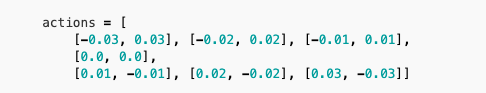 actions = [
[-0.03, 0.03], [-0.02, 0.02], [-0.01, 0.01],
[0.0, 0.0],
[0.01, -0.01], [0.02, -0.02], [0.03, -0.03]]